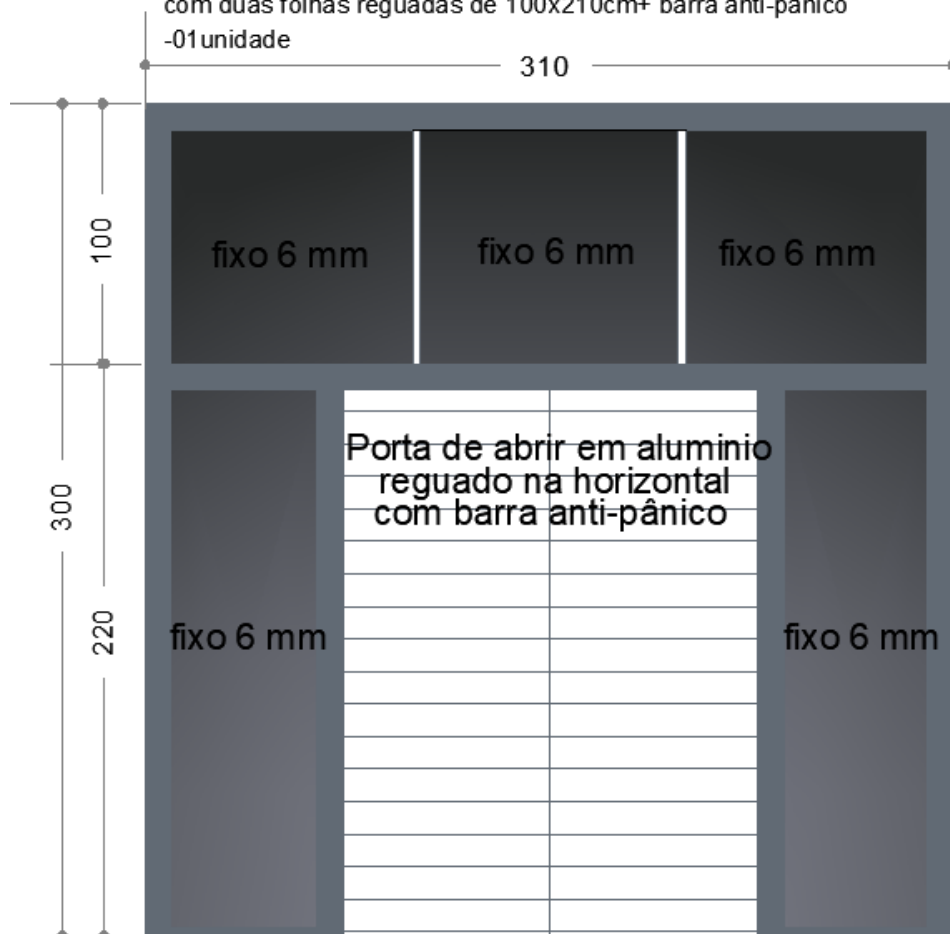 com duas folhas reguadas de 100x210cm+ barra anti-pânico
-01unidade
310
100
fixo 6 mm
fixo 6 mm
fixo 6 mm
Porta de abrir em aluminio
reguado na horizontal
com barra anti-pânico
300
220
fixo 6 mm
fixo 6 mm